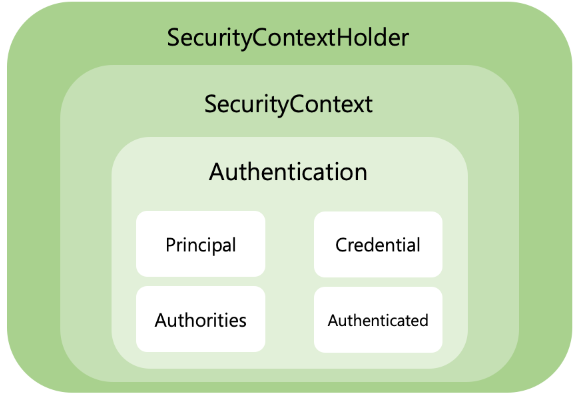 SecurityContextHolder
SecurityContext
Authentication
Principal
Credential
Authorities
Authenticated